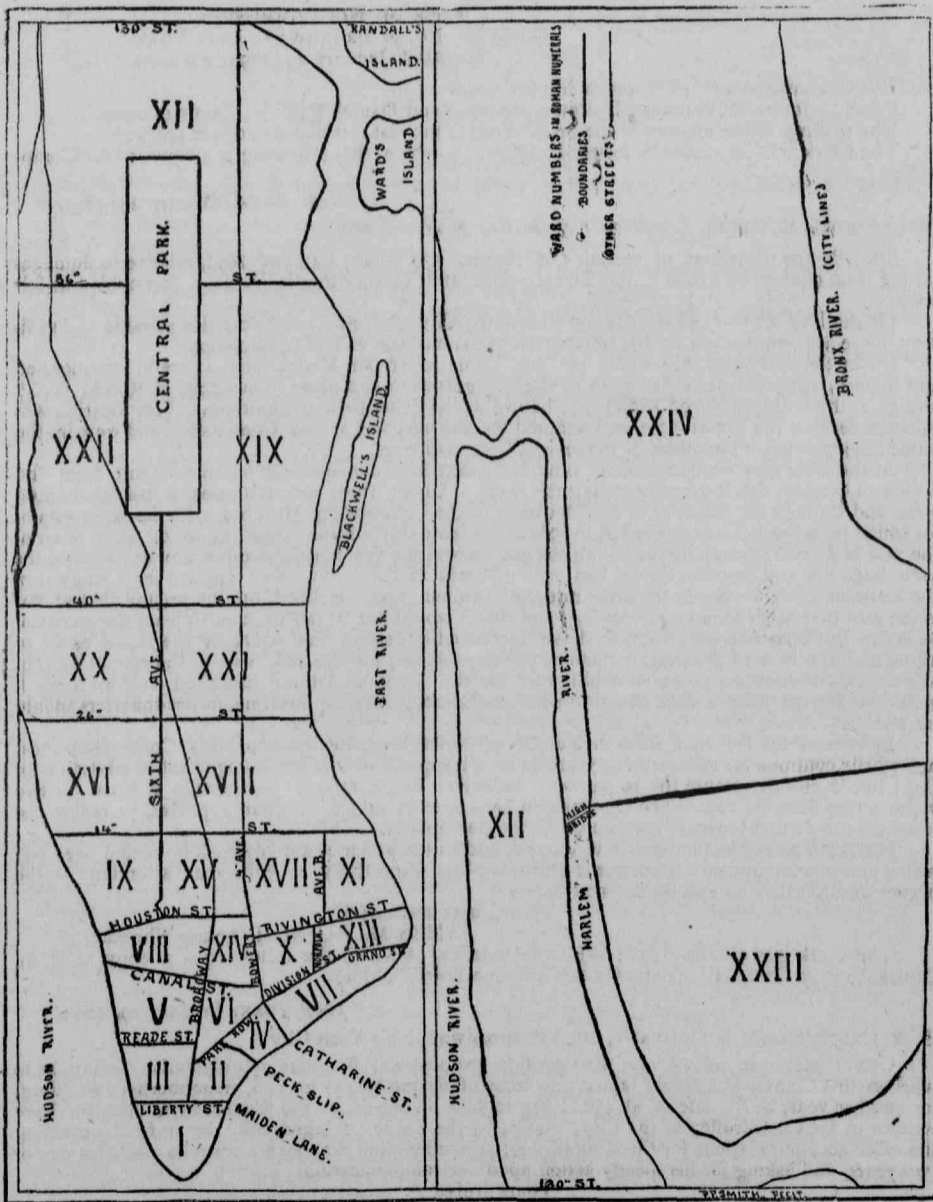 130" ST.
RANDALL'S
ISLAND.
XII
WARD'S
ISLAND
CENTRAL PARK.
86" ST.
XXII
XIX
BLACKWELL'S ISLAND.
40" ST.
XX
XXI
SIXTH AVE
EAST RIVER.
26" ST
XVI
XVIII
14" ST.
IX
XV
4" AVE
XVII
AVE B.
XI
HOUSTON ST.
RIVINGTON ST.
VIII
XIV
BOWERY
X
XIII
CANAL ST.
BROADWAY
DIVISION
GRAND ST
V
VII
READE ST.
PARK ROW
IV
CATHARINE ST.
III
II
PECK SLIP.
LIBERTY ST.
MAIDEN LANE.
I
HUDSON RIVER.
WARD NUMBERS IN ROMAN NUMERALS
BOUNDARIES
OTHER STREETS
BRONX RIVER. (CITY LINE)
XXIV
RIVER.
XII
HIGH
BRIDGE
HARLEM
XXIII
HUDSON RIVER.
130" ST.